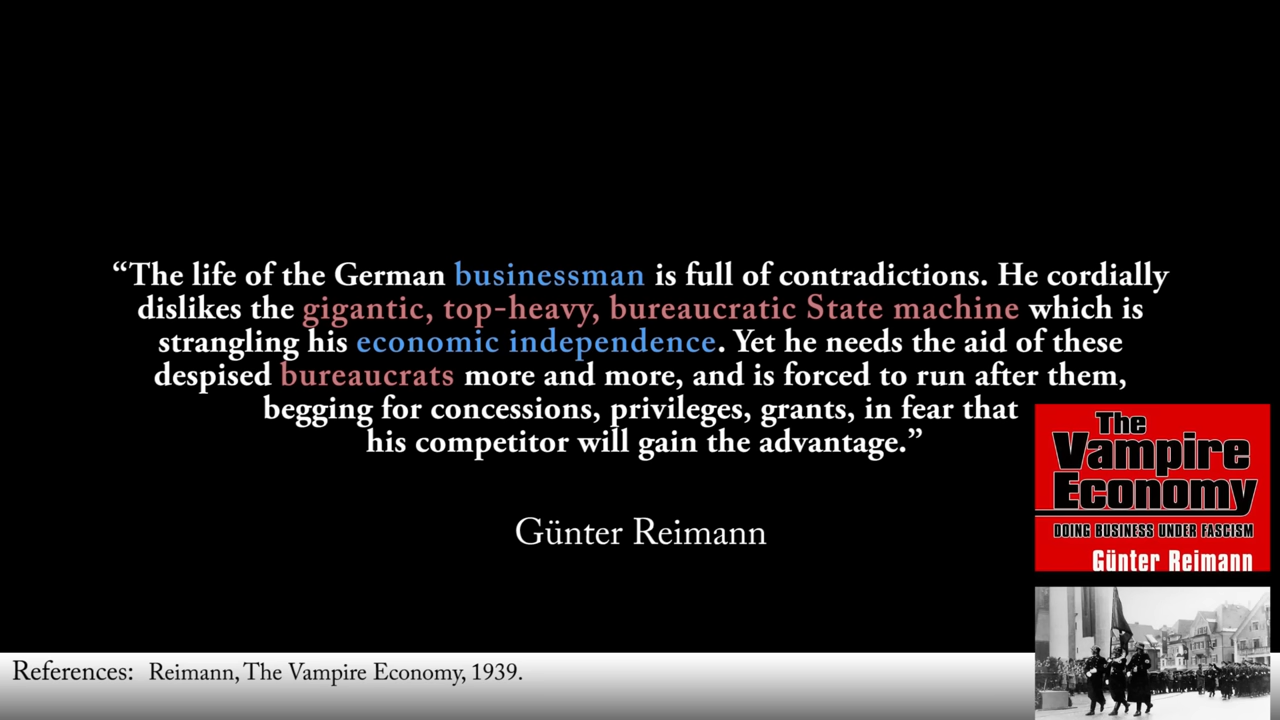 “The life of the German businessman is full of contradictions. He cordially
dislikes the gigantic, top-heavy, bureaucratic State machine which is
strangling his economic independence. Yet he needs the aid of these
despised bureaucrats more and more, and is forced to run after them,
begging for concessions, privileges, grants, in fear that
his competitor will gain the advantage.”
Günter Reimann
The
Vampire
Economy
DOING BUSINESS UNDER FASCISM
Günter Reimann
References: Reimann, The Vampire Economy, 1939.